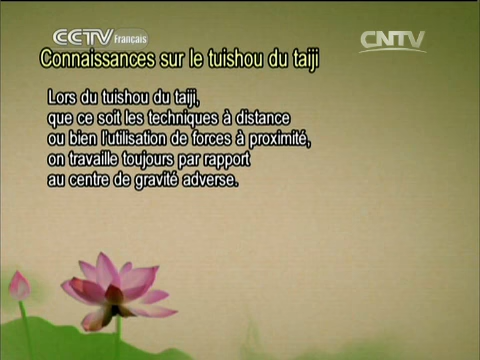 CCTV Français
CNTV
Connaissances sur le tuishou du taiji
Lors du tuishou du taiji,
que ce soit les techniques à distance
ou bien l'utilisation de forces à proximité,
on travaille toujours par rapport
au centre de gravité adverse.